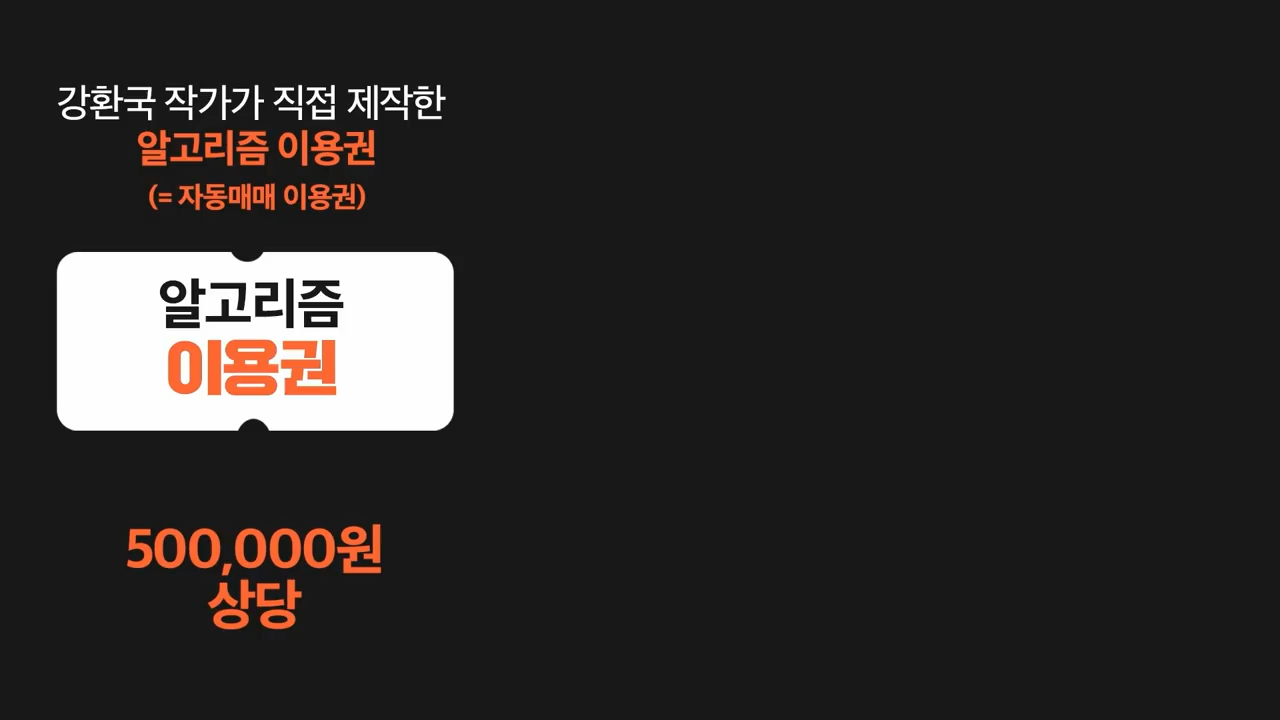 강환국 작가가 직접 제작한
알고리즘 이용권
(= 자동매매 이용권)
알고리즘
이용권
500,000원
상당